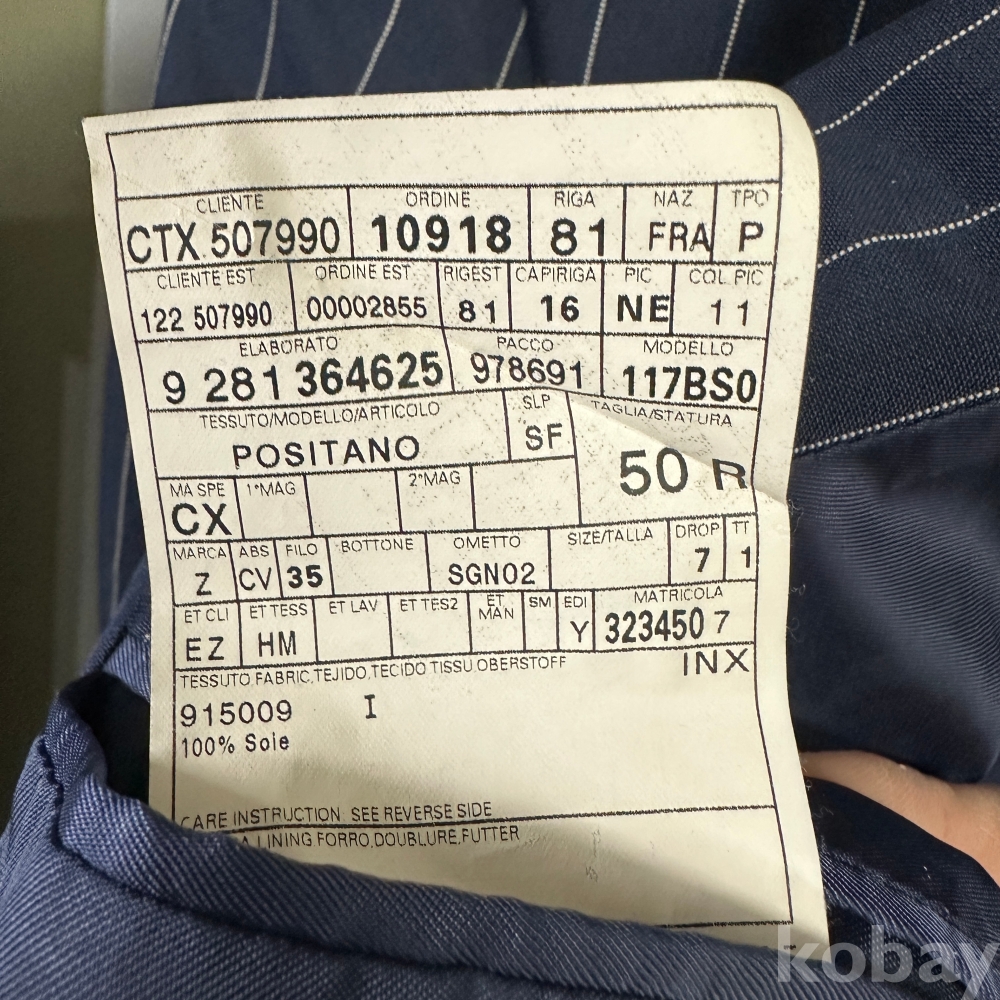 CLIENTE ORDINE RIGA NAZ TPO
CTX 507990 10918 81 FRA P
CLIENTE EST. ORDINE EST. RIGEST CAPIRIGA PIC COL PIC
122 507990 00002855 81 16 NE 11
ELABORATO PACCO MODELLO
9 281 364625 978691 117BS0
TESSUTO/MODELLO/ARTICOLO SLP TAGLIA/STATURA
POSITANO SF 50 R
MA SPE 1°MAG 2°MAG
CX
MARCA ABS FILO BOTTONE OMETTO SIZE/TALLA DROP TT
Z CV 35 SGN02 7 1
ET CLI ET TESS ET LAV ET TES2 ET MAN SM EDI MATRICOLA
EZ HM Y 323450 7
TESSUTO,FABRIC,TEJIDO,TECIDO,TISSU,OBERSTOFF INX
915009 I
100% Soie
CARE INSTRUCTION: SEE REVERSE SIDE
LINING FORRO,DOUBLURE,FUTTER
kobay